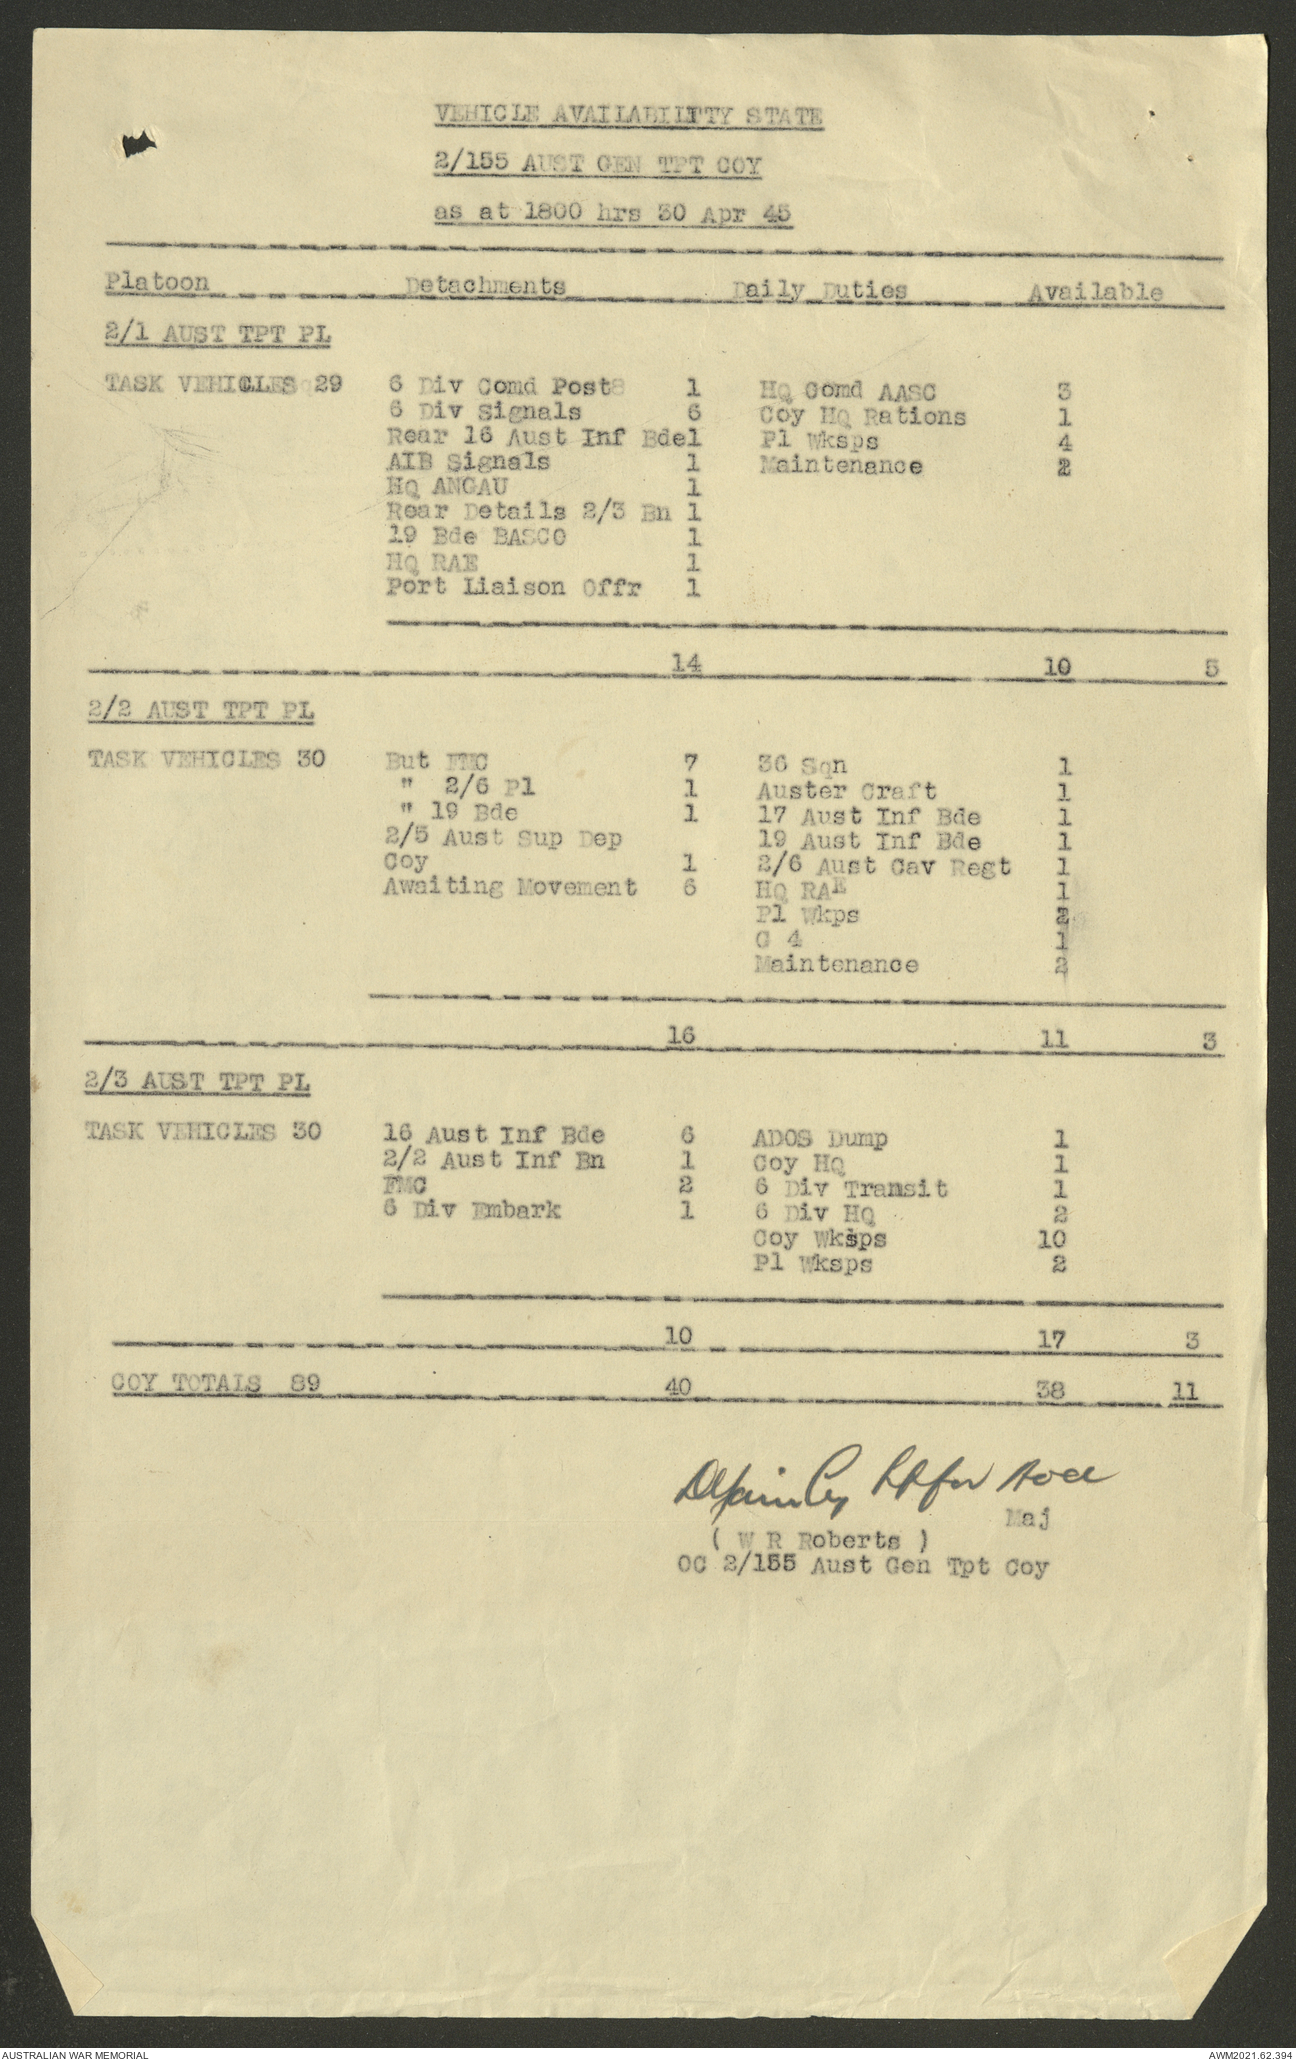 VEHICLE AVAILABILITY STATE
2/155 AUST GEN TPT COY
as at 1800 hrs 30 Apr 45
Platoon Detachments Daily Duties Available
2/1 AUST TPT PL
TASK VEHICLES 29 6 Div Comd Post 1 HQ Comd AASC 3
6 Div Signals 6 Coy HQ Rations 1
Rear 16 Aust Inf Bde1 Pl Wksps 4
AIB Signals 1 Maintenance 2
HQ ANGAU 1
Rear Details 2/3 Bn 1
19 Bde BASCO 1
HQ RAE 1
Port Liaison Offr 1
14 10 5
2/2 AUST TPT PL
TASK VEHICLES 30 But FMC 7 36 Sqn 1
" 2/6 Pl 1 Auster Craft 1
" 19 Bde 1 17 Aust Inf Bde 1
2/5 Aust Sup Dep 19 Aust Inf Bde 1
Coy 1 2/6 Aust Cav Regt 1
Awaiting Movement 6 HQ RAE 1
Pl Wkps 2
G 4 1
Maintenance 2
16 11 3
2/3 AUST TPT PL
TASK VEHICLES 30 16 Aust Inf Bde 6 ADOS Dump 1
2/2 Aust Inf Bn 1 Coy HQ 1
FMC 2 6 Div Transit 1
6 Div Embark 1 6 Div HQ 2
Coy Wksps 10
Pl Wksps 2
10 17 3
COY TOTALS 89 40 38 11
for
Maj
( W R Roberts )
OC 2/155 Aust Gen Tpt Coy
AUSTRALIAN WAR MEMORIAL AWM2021.62.394